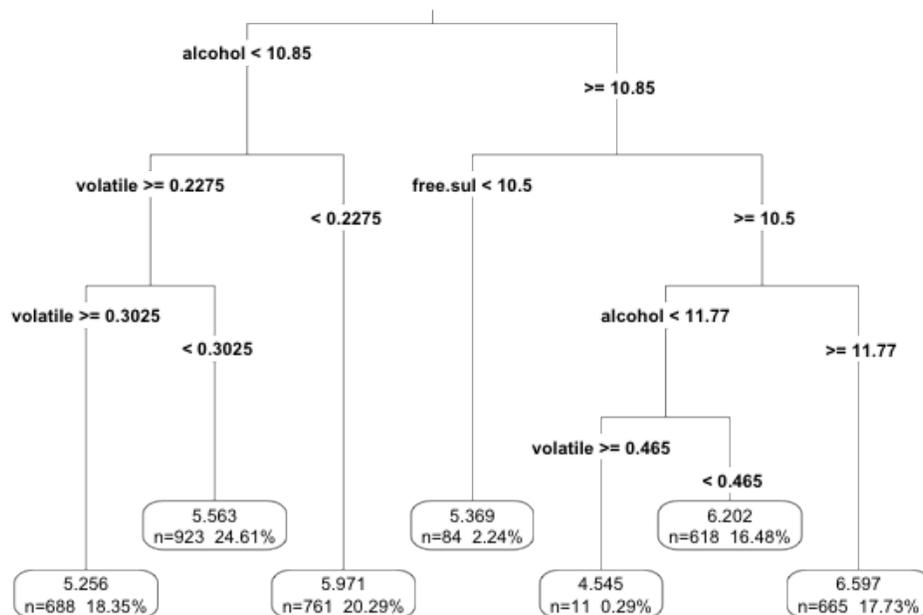 alcohol < 10.85
>= 10.85
volatile >= 0.2275
free.sul < 10.5
< 0.2275
>= 10.5
volatile >= 0.3025
alcohol < 11.77
< 0.3025
>= 11.77
volatile >= 0.465
< 0.465
5.563
n=923 24.61%
5.369
n=84 2.24%
6.202
n=618 16.48%
5.256
n=688 18.35%
5.971
n=761 20.29%
4.545
n=11 0.29%
6.597
n=665 17.73%